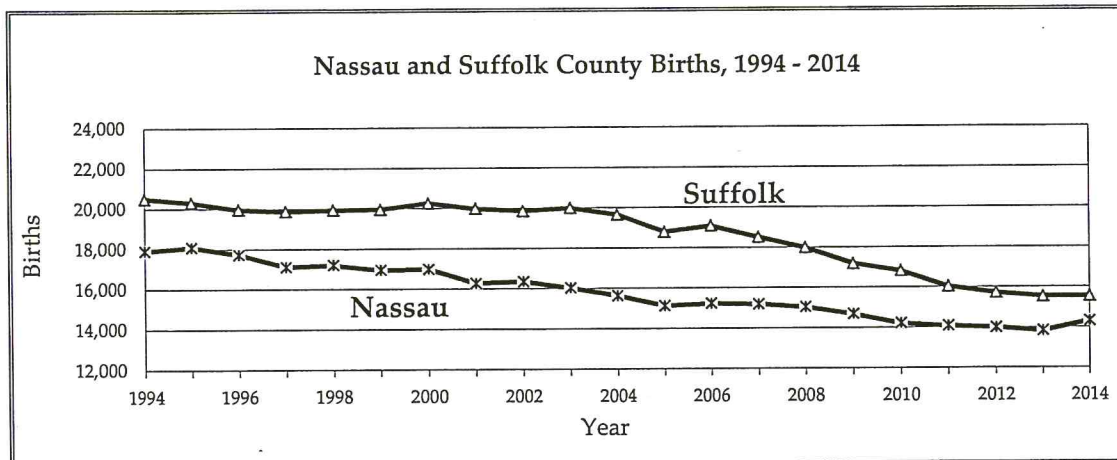 Nassau and Suffolk County Births, 1994 - 2014
24,000
22,000
20,000
18,000
16,000
14,000
12,000
Births
Suffolk
Nassau
1994 1996 1998 2000 2002 2004 2006 2008 2010 2012 2014
Year